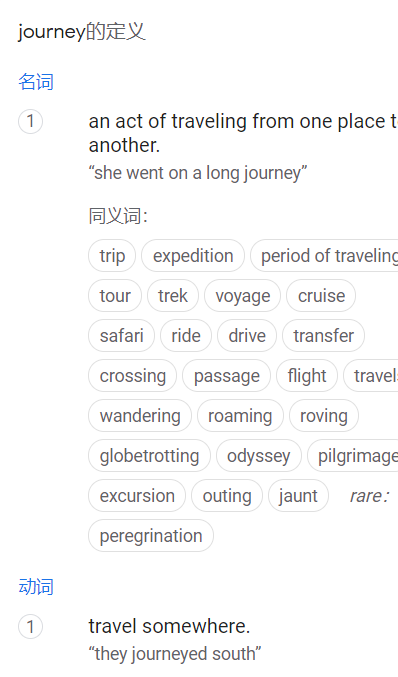 journey的定义
名词
1 an act of traveling from one place t
another.
“she went on a long journey”
同义词：
trip expedition period of traveling
tour trek voyage cruise
safari ride drive transfer
crossing passage flight travel
wandering roaming roving
globetrotting odyssey pilgrimage
excursion outing jaunt rare：
peregrination
动词
1 travel somewhere.
“they journeyed south”